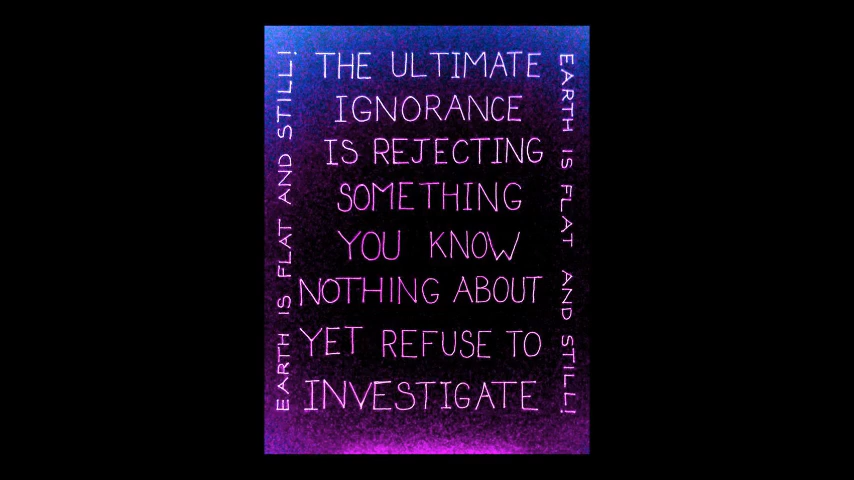 THE ULTIMATE
IGNORANCE
IS REJECTING
SOMETHING
YOU KNOW
NOTHING ABOUT
YET REFUSE TO
INVESTIGATE
EARTH IS FLAT AND STILL!
EARTH IS FLAT AND STILL!